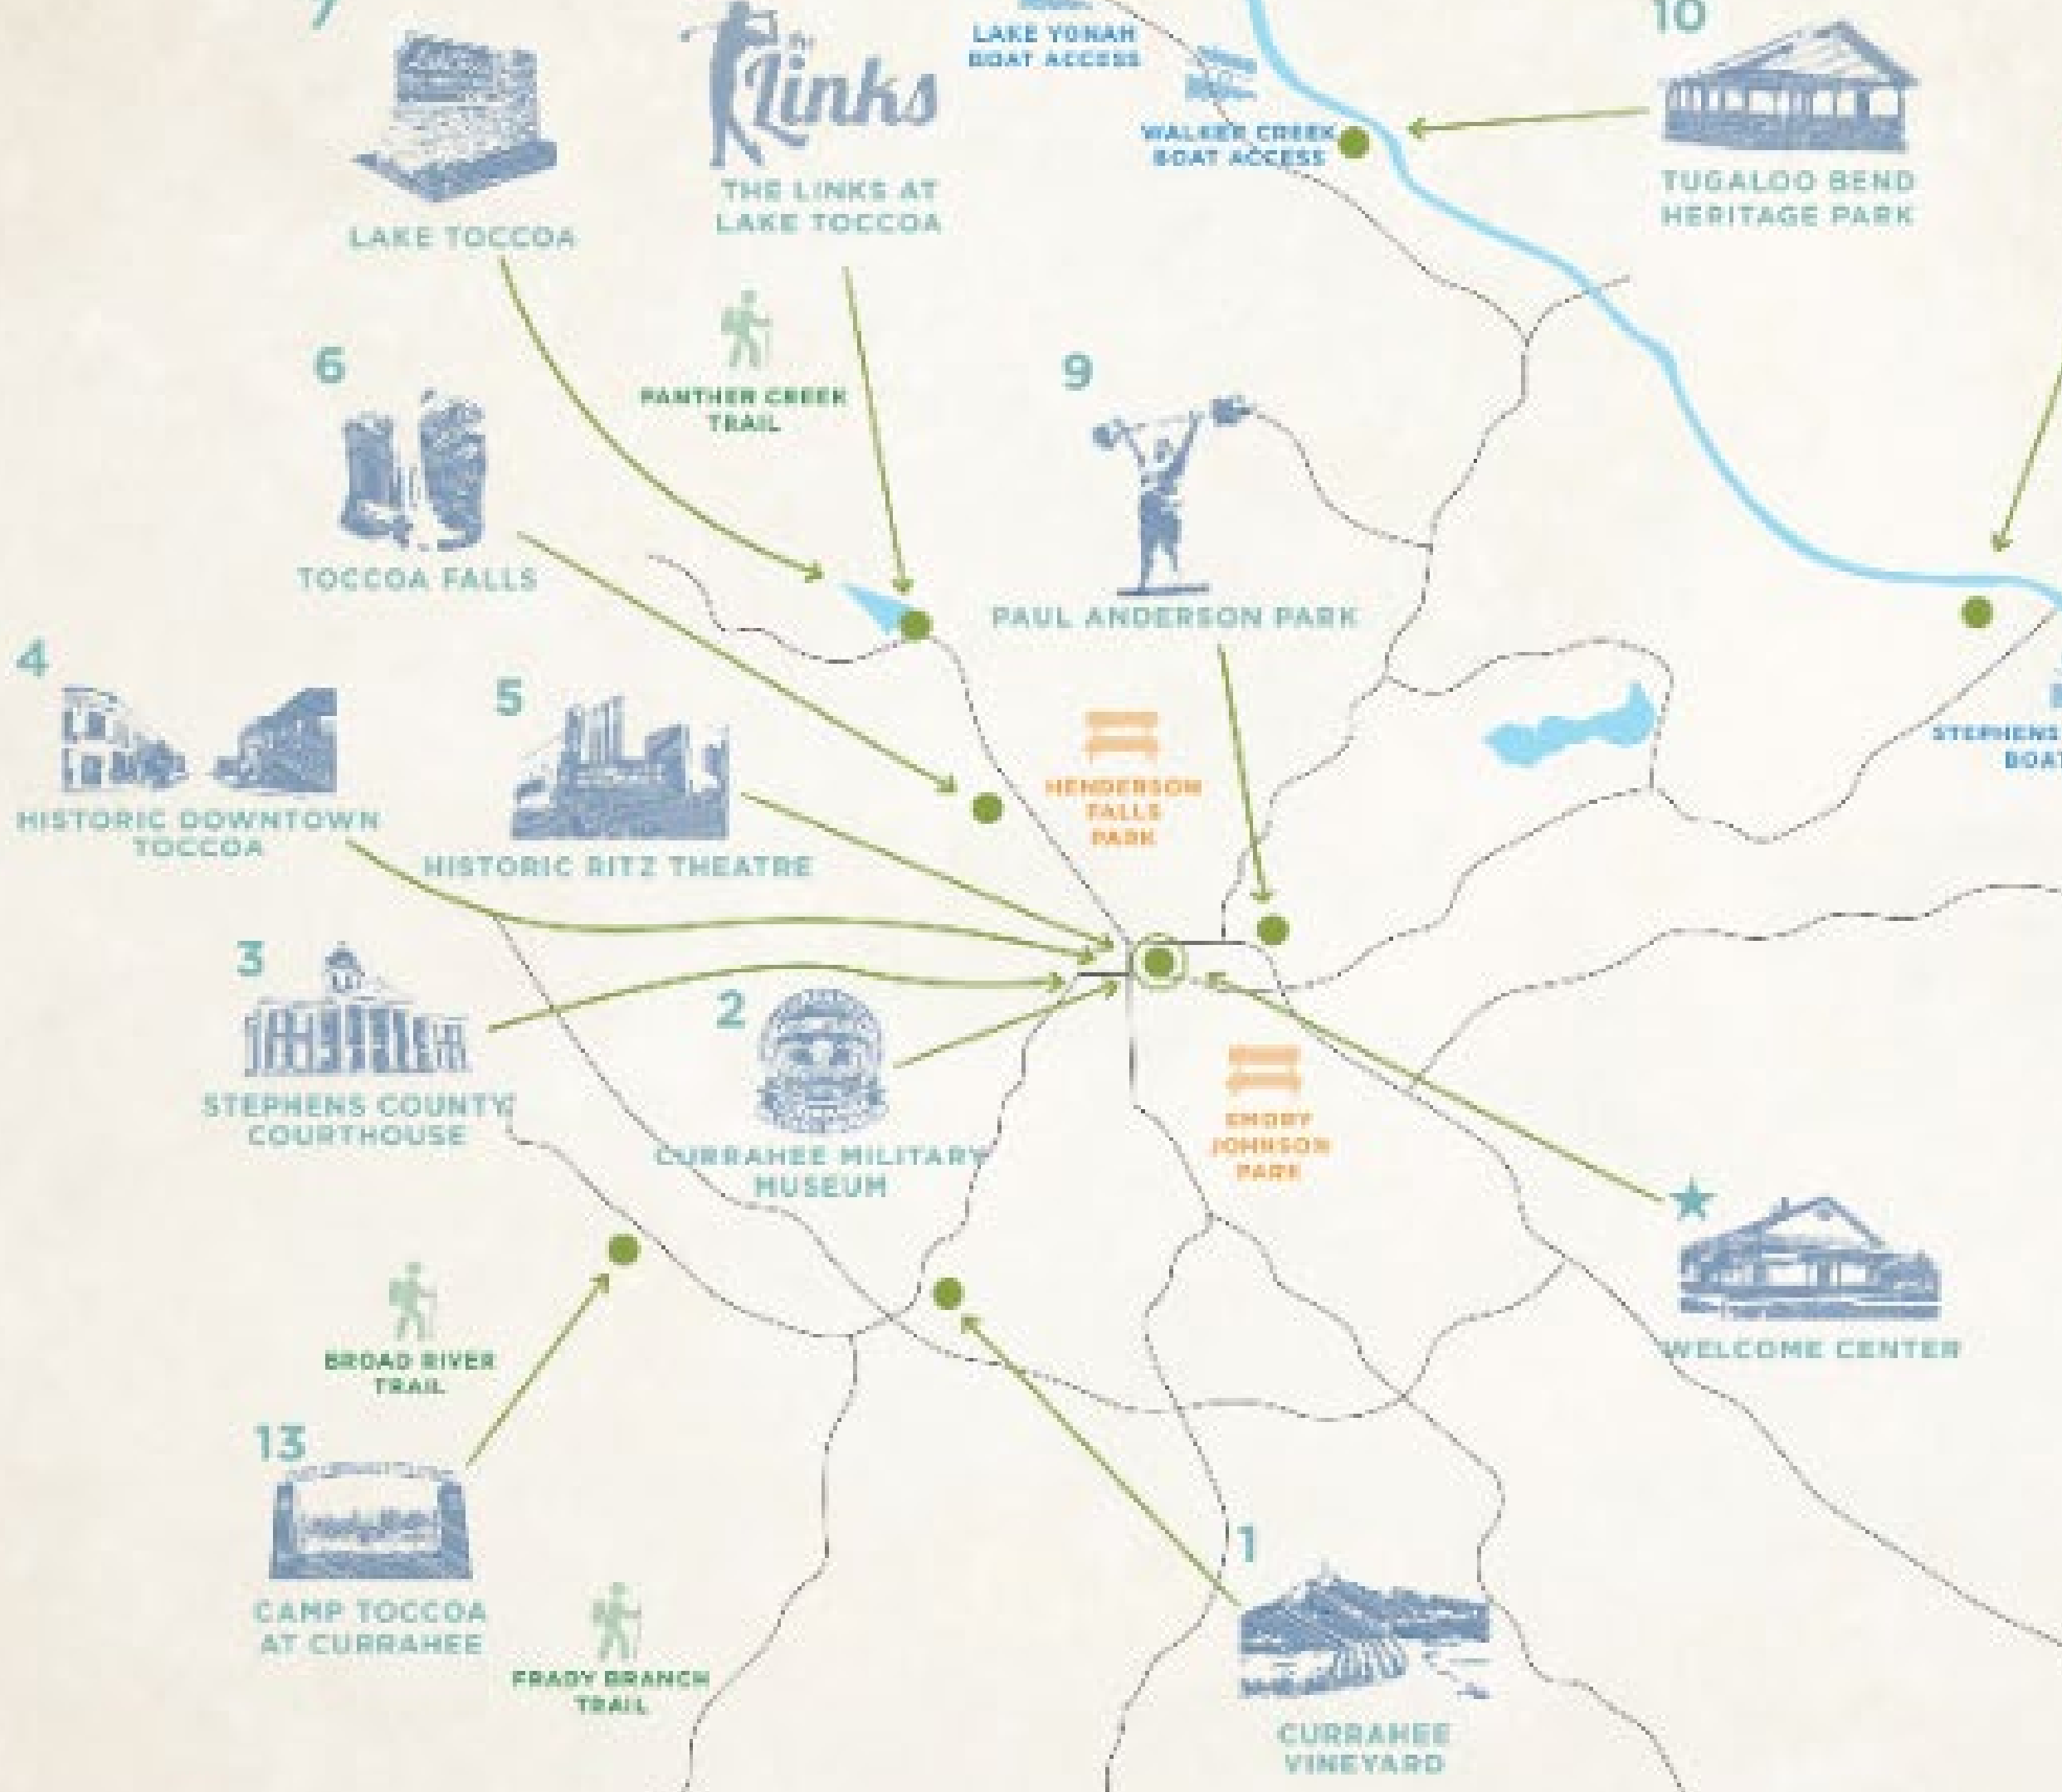 7
Links
10
LAKE YONAH
BOAT ACCESS
WALKER CREEK
BOAT ACCESS
TUGALOO BEND
HERITAGE PARK
THE LINKS AT
LAKE TOCCOA
LAKE TOCCOA
6
PANTHER CREEK
TRAIL
9
TOCCOA FALLS
PAUL ANDERSON PARK
4
5
HENDERSON
FALLS
PARK
STEPHENS
HISTORIC DOWNTOWN
TOCCOA
HISTORIC RITZ THEATRE
3
2
STEPHENS COUNTY
COURTHOUSE
CURRAHEE MILITARY
MUSEUM
EMORY
JOHNSON
PARK
WELCOME CENTER
BROAD RIVER
TRAIL
13
CAMP TOCCOA
AT CURRAHEE
1
FRADY BRANCH
TRAIL
CURRAHEE
VINEYARD